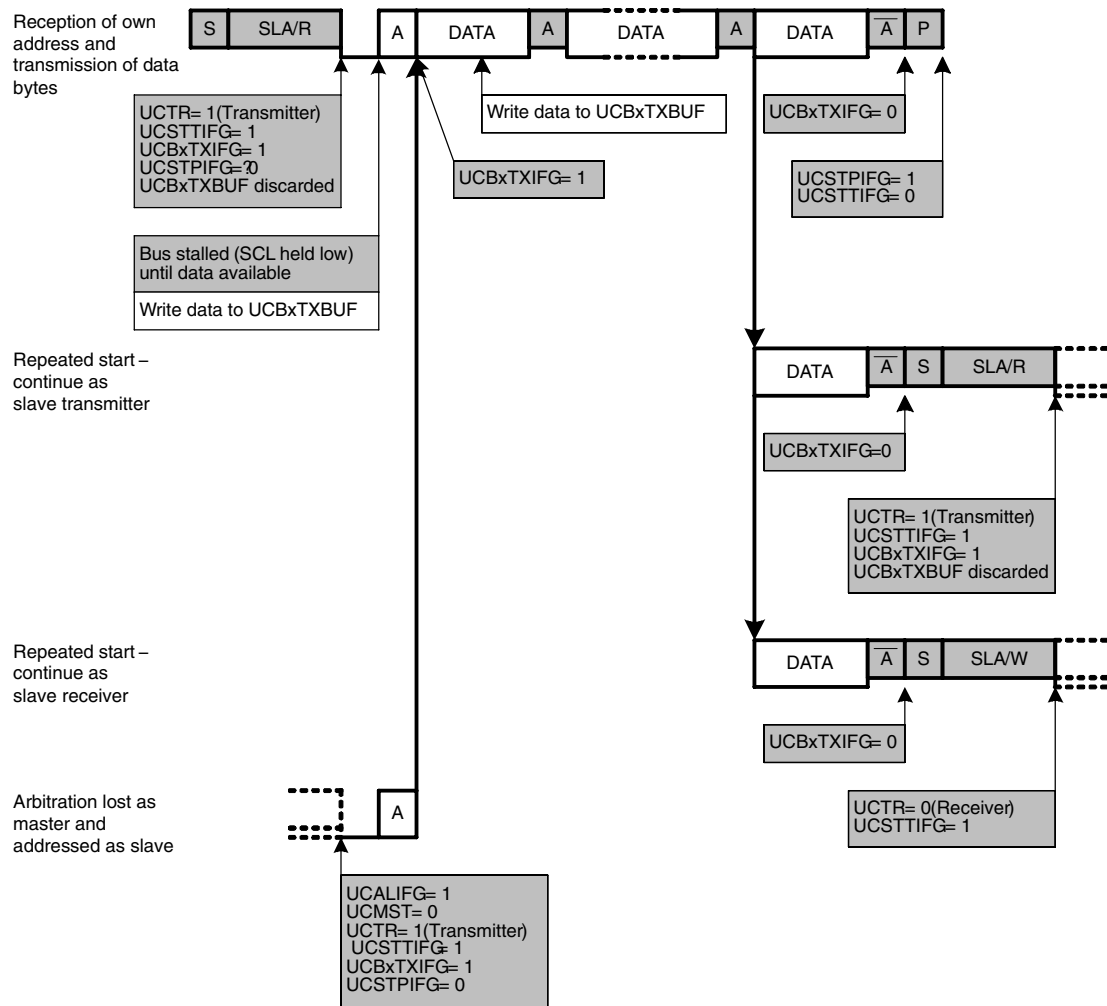 Reception of own
address and
transmission of data
bytes
S SLA/R A DATA A DATA A DATA A P
UCTR= 1(Transmitter)
UCSTTIFG= 1
UCBxTXIFG= 1
UCSTPIFG=?0
UCBxTXBUF discarded
Write data to UCBxTXBUF
UCBxTXIFG= 1
UCBxTXIFG= 0
UCSTPIFG= 1
UCSTTIFG= 0
Bus stalled (SCL held low)
until data available
Write data to UCBxTXBUF
Repeated start –
continue as
slave transmitter
DATA A S SLA/R
UCBxTXIFG=0
UCTR= 1(Transmitter)
UCSTTIFG= 1
UCBxTXIFG= 1
UCBxTXBUF discarded
Repeated start –
continue as
slave receiver
DATA A S SLA/W
UCBxTXIFG= 0
UCTR= 0(Receiver)
UCSTTIFG= 1
Arbitration lost as
master and
addressed as slave
A
UCALIFG= 1
UCMST= 0
UCTR= 1(Transmitter)
UCSTTIFG= 1
UCBxTXIFG= 1
UCSTPIFG= 0